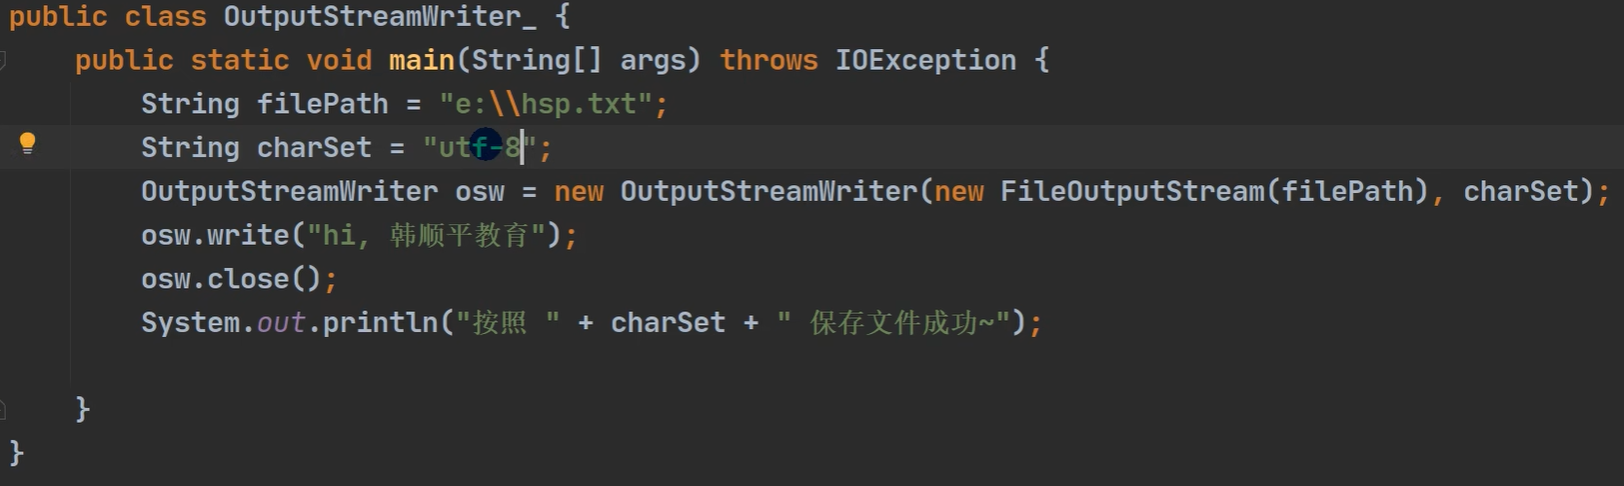 public class OutputStreamWriter_ {
public static void main(String[] args) throws IOException {
String filePath = "e:\\hsp.txt";
String charSet = "utf-8";
OutputStreamWriter osw = new OutputStreamWriter(new FileOutputStream(filePath), charSet);
osw.write("hi, 韩顺平教育");
osw.close();
System.out.println("按照 " + charSet + " 保存文件成功~");
}
}